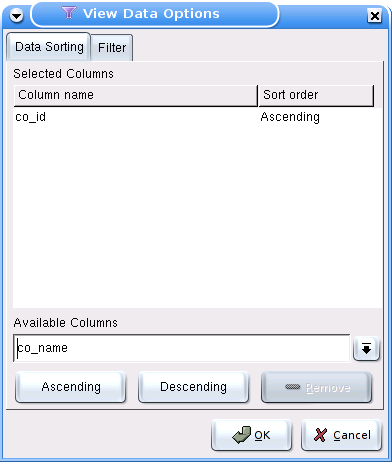 View Data Options
Data Sorting Filter
Selected Columns
Column name Sort order
co_id Ascending
Available Columns
co_name
Ascending Descending Remove
OK Cancel